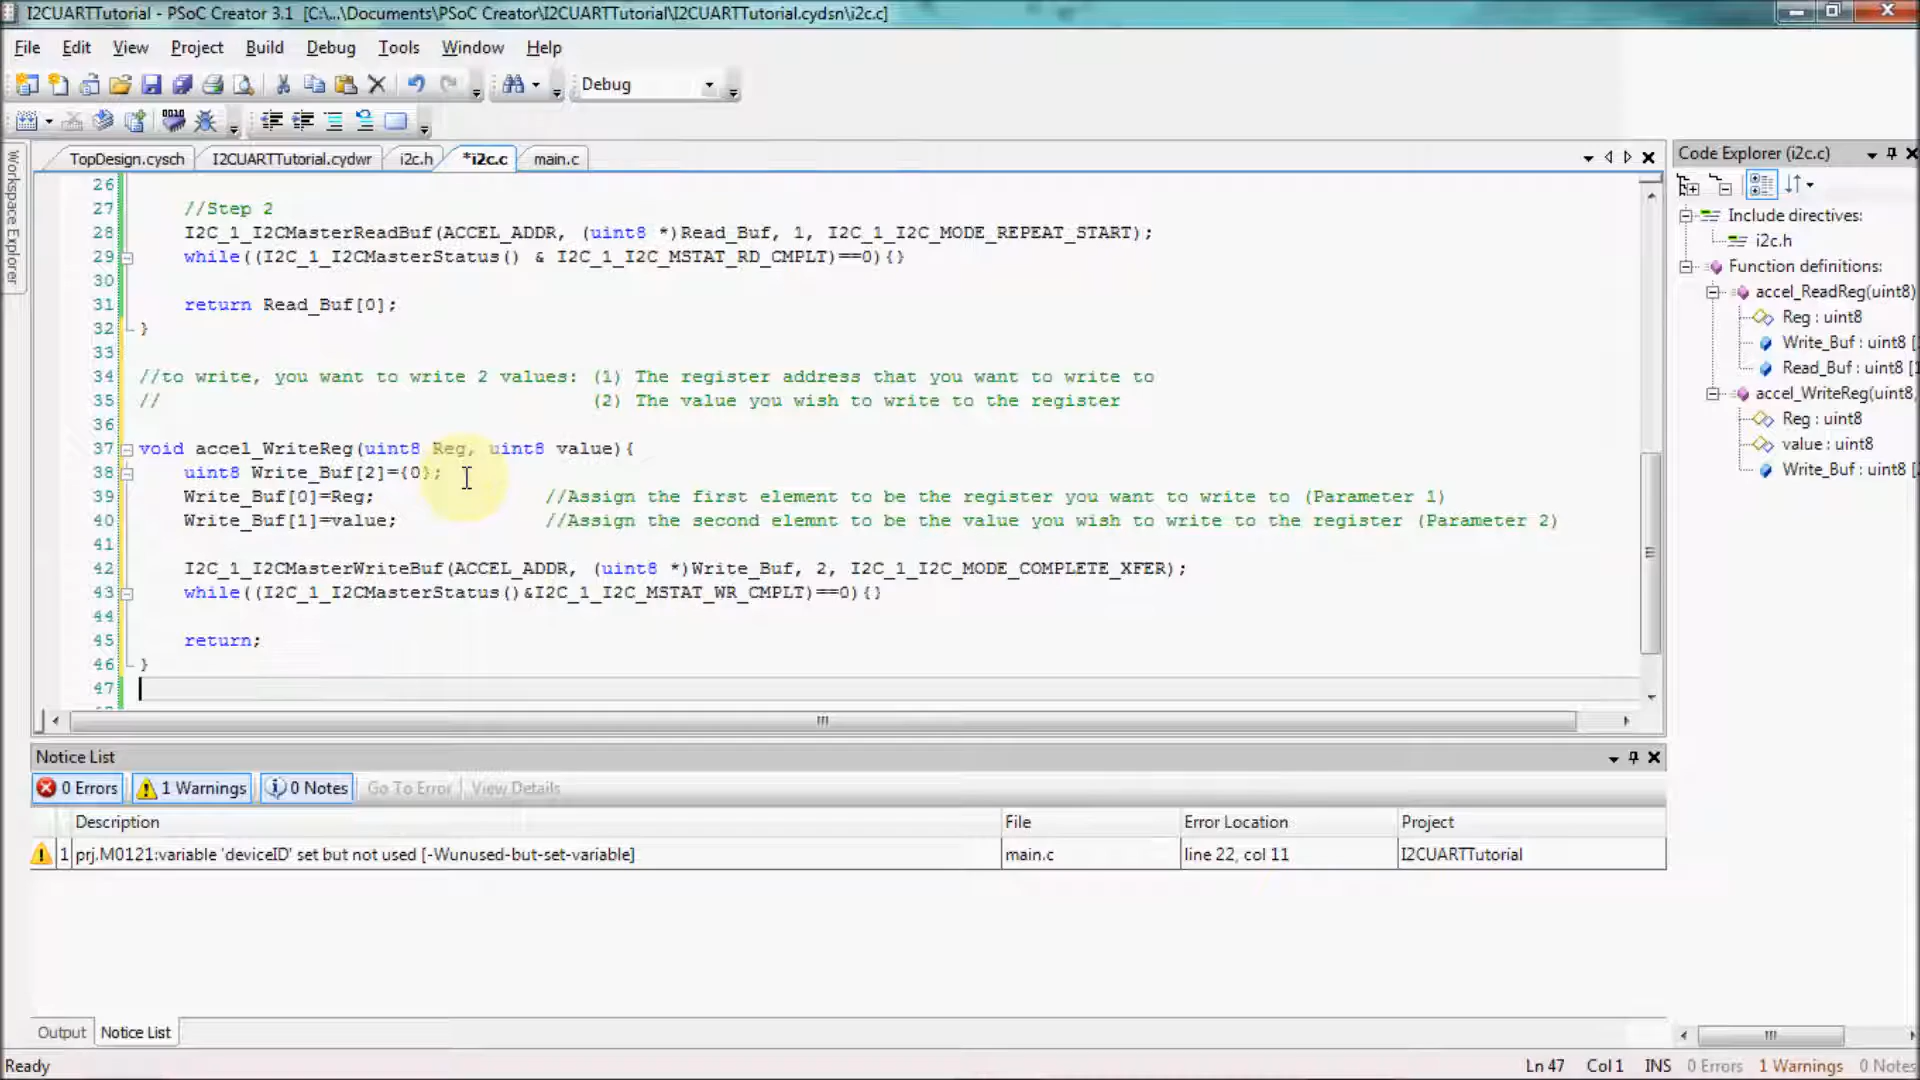 I2CUARTTutorial - PSoC Creator 3.1 [C:\...\Documents\PSoC Creator\I2CUARTTutorial\I2CUARTTutorial.cydsn\i2c.c]
File Edit View Project Build Debug Tools Window Help
Debug
TopDesign.cysch I2CUARTTutorial.cydwr i2c.h *i2c.c main.c
Workspace Explorer
26
27 //Step 2
28 I2C_1_I2CMasterReadBuf(ACCEL_ADDR, (uint8 *)Read_Buf, 1, I2C_1_I2C_MODE_REPEAT_START);
29 while((I2C_1_I2CMasterStatus() & I2C_1_I2C_MSTAT_RD_CMPLT)==0){}
30
31 return Read_Buf[0];
32 }
33
34 //to write, you want to write 2 values: (1) The register address that you want to write to
35 // (2) The value you wish to write to the register
36
37 void accel_WriteReg(uint8 Reg, uint8 value){
38 uint8 Write_Buf[2]={0};
39 Write_Buf[0]=Reg; //Assign the first element to be the register you want to write to (Parameter 1)
40 Write_Buf[1]=value; //Assign the second elemnt to be the value you wish to write to the register (Parameter 2)
41
42 I2C_1_I2CMasterWriteBuf(ACCEL_ADDR, (uint8 *)Write_Buf, 2, I2C_1_I2C_MODE_COMPLETE_XFER);
43 while((I2C_1_I2CMasterStatus()&I2C_1_I2C_MSTAT_WR_CMPLT)==0){}
44
45 return;
46 }
47
Code Explorer (i2c.c)
Include directives:
i2c.h
Function definitions:
accel_ReadReg(uint8)
Reg : uint8
Write_Buf : uint8 [
Read_Buf : uint8 [1
accel_WriteReg(uint8,
Reg : uint8
value : uint8
Write_Buf : uint8 [2
Notice List
0 Errors 1 Warnings 0 Notes Go To Error View Details
Description File Error Location Project
1 prj.M0121:variable 'deviceID' set but not used [-Wunused-but-set-variable] main.c line 22, col 11 I2CUARTTutorial
Output Notice List
Ready Ln 47 Col 1 INS 0 Errors 1 Warnings 0 Notes